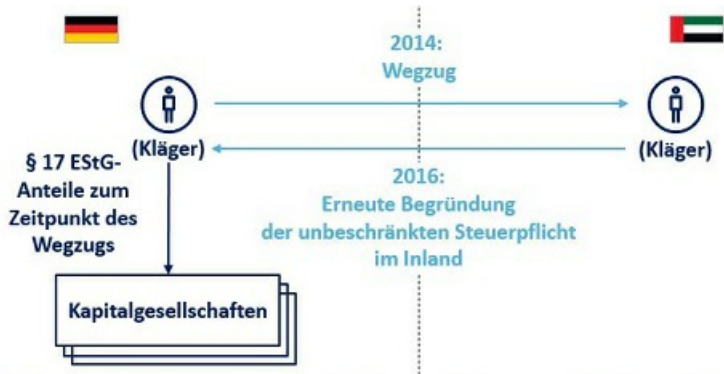 2014:
Wegzug
(Kläger)
(Kläger)
§ 17 EStG-
Anteile zum
Zeitpunkt des
Wegzugs
2016:
Erneute Begründung
der unbeschränkten Steuerpflicht
im Inland
Kapitalgesellschaften